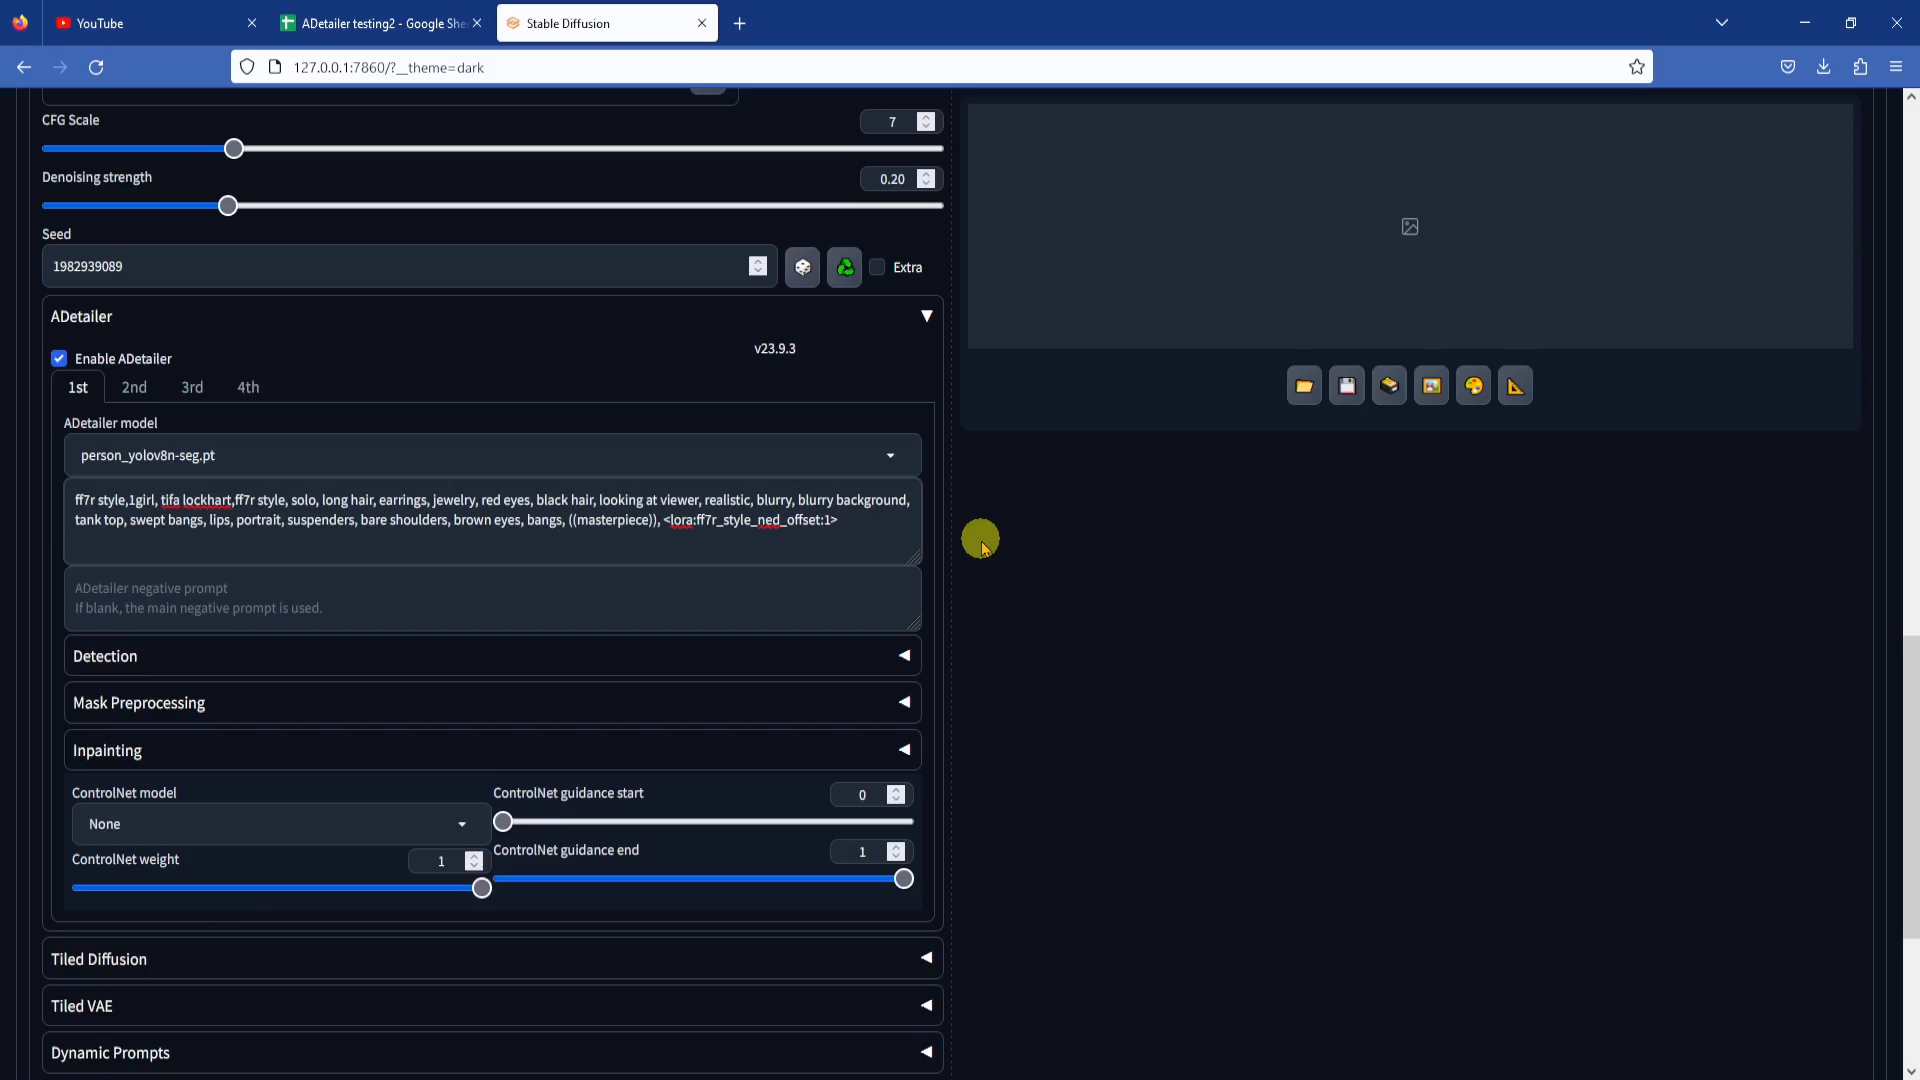 YouTube
ADetailer testing2 - Google She
Stable Diffusion
127.0.0.1:7860/?__theme=dark
CFG Scale
7
Denoising strength
0.20
Seed
1982939089
Extra
ADetailer
v23.9.3
Enable ADetailer
1st 2nd 3rd 4th
ADetailer model
person_yolov8n-seg.pt
ff7r style,1girl, tifa lockhart,ff7r style, solo, long hair, earrings, jewelry, red eyes, black hair, looking at viewer, realistic, blurry, blurry background,
tank top, swept bangs, lips, portrait, suspenders, bare shoulders, brown eyes, bangs, ((masterpiece)), <lora:ff7r_style_ned_offset:1>
ADetailer negative prompt
If blank, the main negative prompt is used.
Detection
Mask Preprocessing
Inpainting
ControlNet model
None
ControlNet weight
1
ControlNet guidance start
0
ControlNet guidance end
1
Tiled Diffusion
Tiled VAE
Dynamic Prompts